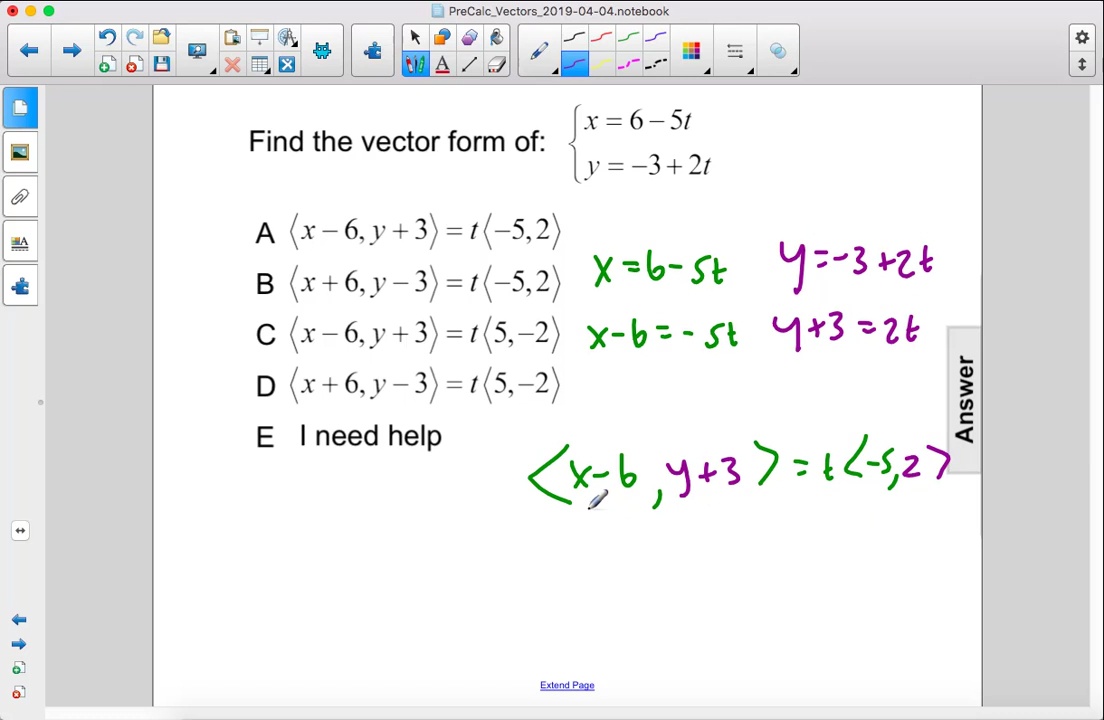 PreCalc_Vectors_2019-04-04.notebook
Find the vector form of: { x = 6 − 5t
y = −3 + 2t
A ⟨x − 6, y + 3⟩ = t⟨−5, 2⟩
B ⟨x + 6, y − 3⟩ = t⟨−5, 2⟩
C ⟨x − 6, y + 3⟩ = t⟨5, −2⟩
D ⟨x + 6, y − 3⟩ = t⟨5, −2⟩
E I need help
x = 6 - 5t
x - 6 = - 5t
y = -3 + 2t
y + 3 = 2t
<x - 6, y + 3> = t<-5, 2>
Answer
Extend Page